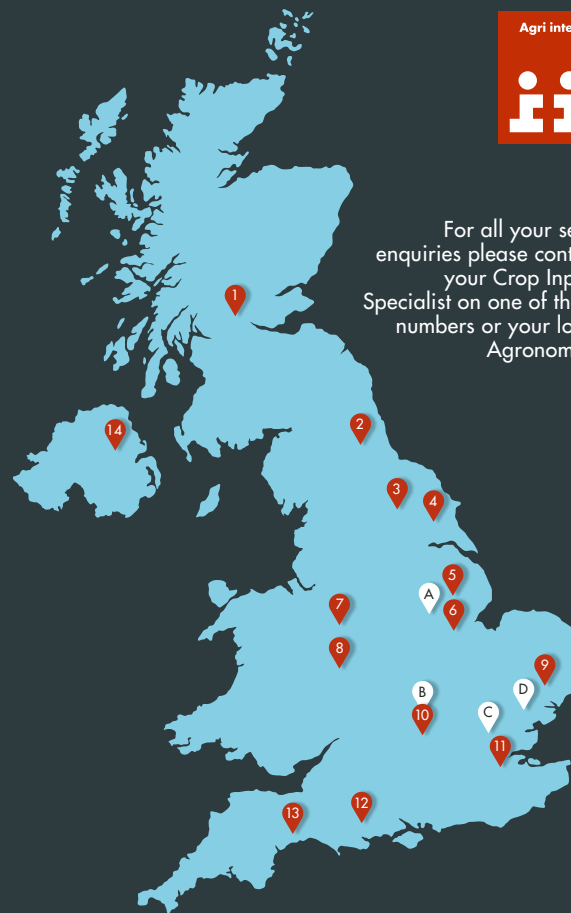 Agri inte
For all your se
enquiries please cont
your Crop Inp
Specialist on one of th
numbers or your lo
Agronom
1
14
2
3
4
5
A
6
7
8
9
B
D
10
C
11
12
13